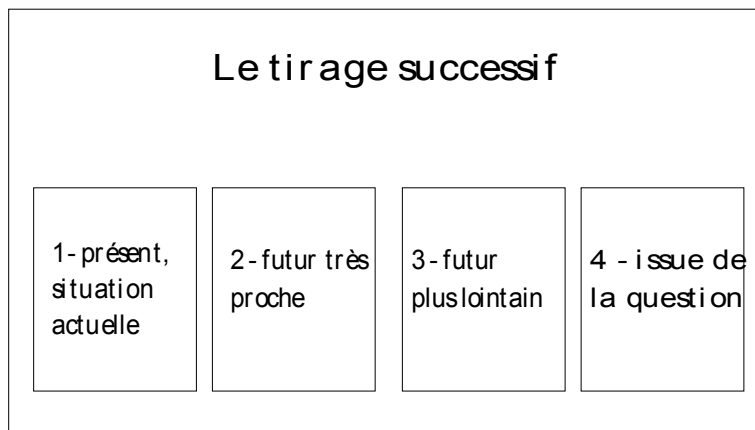 Le tirage successif
1- présent,
situation
actuelle
2- futur très
proche
3- futur
plus lointain
4 - issue de
la question